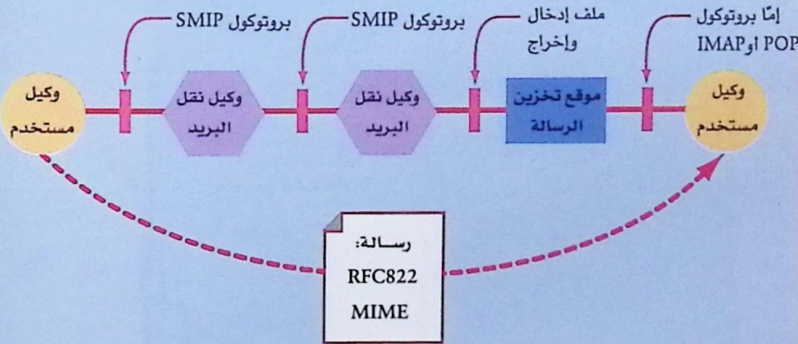 بروتوكول SMIP
بروتوكول SMIP
ملف إدخال
وإخراج
إمّا بروتوكول
POP أو IMAP
وكيل
مستخدم
وكيل نقل
البريد
وكيل نقل
البريد
موقع تخزين
الرسالة
وكيل
مستخدم
رسالة:
RFC822
MIME